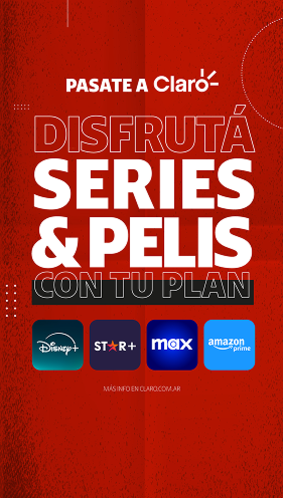 PASATE A Claro
DISFRUTÁ
SERIES
& PELIS
CON TU PLAN
Disney+ STAR+ max amazon prime
MÁS INFO EN CLARO.COM.AR